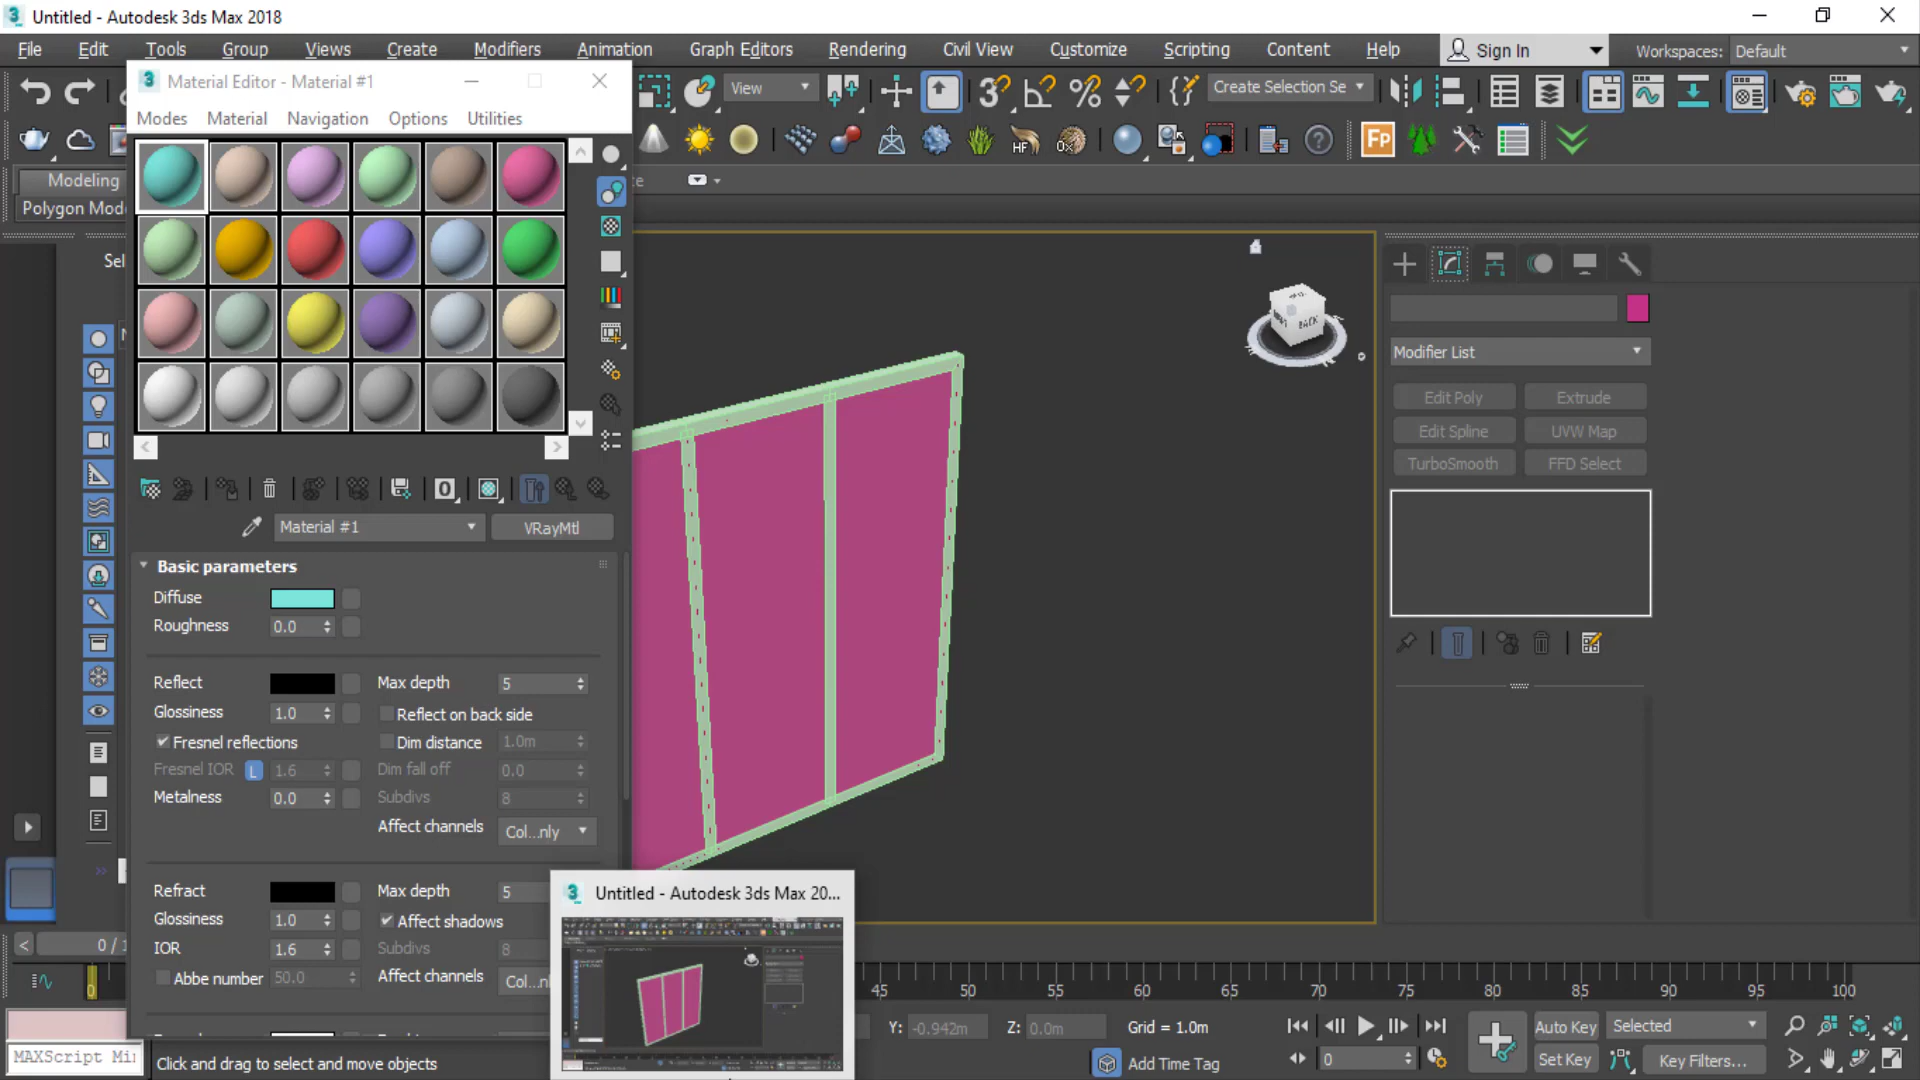 Untitled - Autodesk 3ds Max 2018
File Edit Tools Group Views Create Modifiers Animation Graph Editors Rendering Civil View Customize Scripting Content Help Sign In Workspaces: Default
Material Editor - Material #1
View
Create Selection Se
Modes Material Navigation Options Utilities
Modeling
Polygon Mode
Sel
Modifier List
Edit Poly Extrude
Edit Spline UVW Map
TurboSmooth FFD Select
BACK
Material #1 VRayMtl
Basic parameters
Diffuse
Roughness 0.0
Reflect Max depth 5
Glossiness 1.0 Reflect on back side
Fresnel reflections Dim distance 1.0m
Fresnel IOR L 1.6 Dim fall off 0.0
Metalness 0.0 Subdivs 8
Affect channels Col...nly
Refract Max depth 5
Glossiness 1.0 Affect shadows
IOR 1.6 Subdivs 8
Abbe number 50.0 Affect channels Col...nl
Untitled - Autodesk 3ds Max 20...
0 / 1
0 45 50 55 60 65 70 75 80 85 90 95 100
Y: -0.942m Z: 0.0m Grid = 1.0m
Auto Key Selected
MAXScript Mi
Click and drag to select and move objects
Add Time Tag
0
Set Key Key Filters...